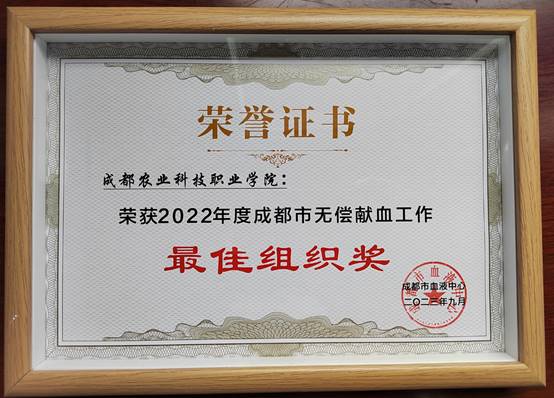 荣誉证书
成都农业科技职业学院：
荣获2022年度成都市无偿献血工作
最佳组织奖
成都市血液中心
二〇二三年九月